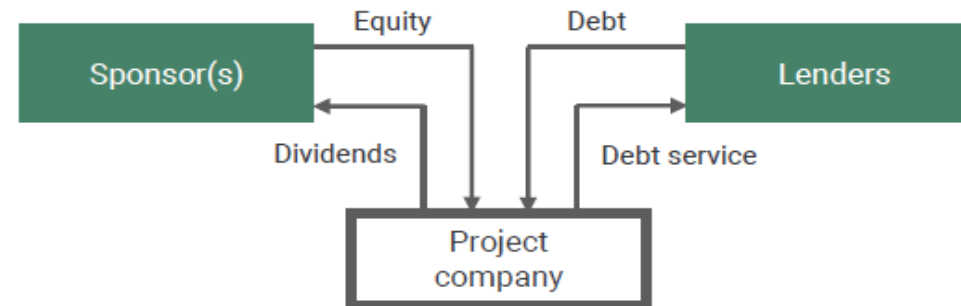 Equity
Debt
Sponsor(s)
Lenders
Dividends
Debt service
Project
company